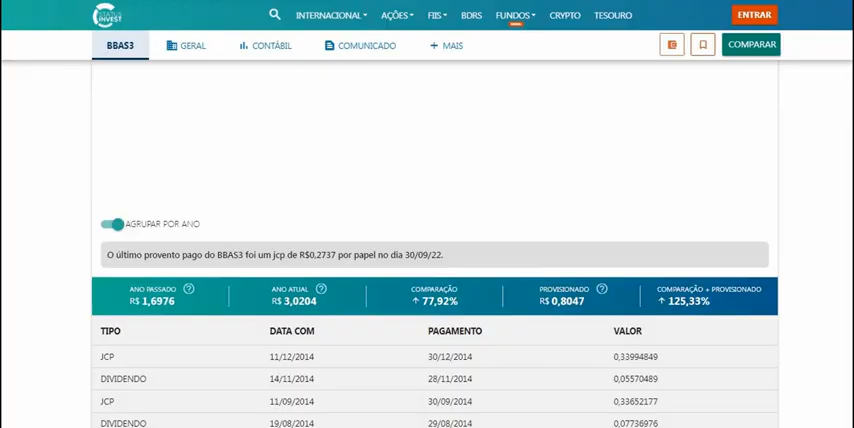 STATUS INVEST
INTERNACIONAL AÇÕES FIIS BDRS FUNDOS CRYPTO TESOURO ENTRAR
BBAS3 GERAL CONTÁBIL COMUNICADO + MAIS COMPARAR
AGRUPAR POR ANO
O último provento pago do BBAS3 foi um jcp de R$0,2737 por papel no dia 30/09/22.
ANO PASSADO ? ANO ATUAL ? COMPARAÇÃO PROVISIONADO ? COMPARAÇÃO + PROVISIONADO
R$ 1,6976 R$ 3,0204 ↑ 77,92% R$ 0,8047 ↑ 125,33%
TIPO DATA COM PAGAMENTO VALOR
JCP 11/12/2014 30/12/2014 0,33994849
DIVIDENDO 14/11/2014 28/11/2014 0,05570489
JCP 11/09/2014 30/09/2014 0,33652177
DIVIDENDO 19/08/2014 29/08/2014 0,07736976